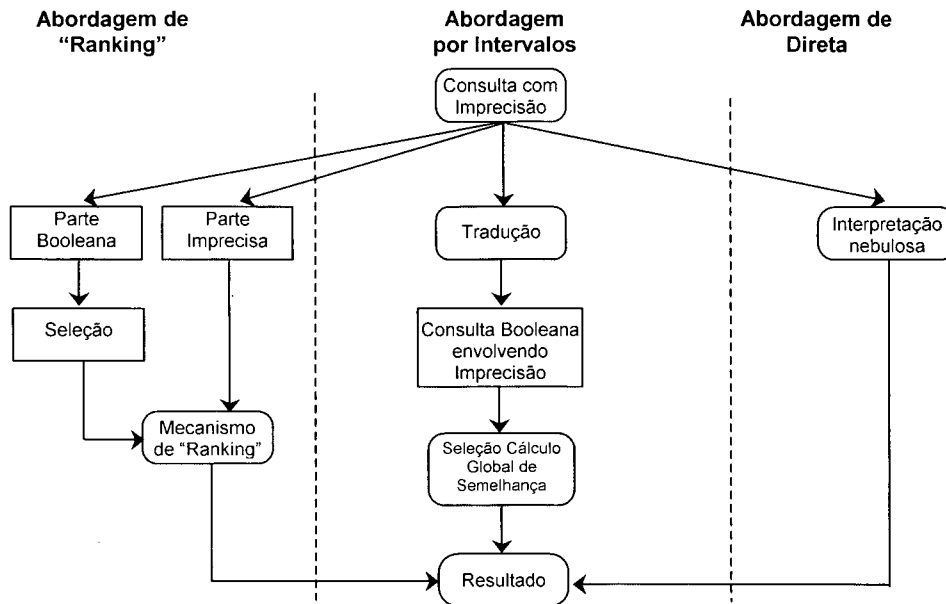 Abordagem de
“Ranking”
Abordagem
por Intervalos
Abordagem de
Direta
Consulta com
Imprecisão
Parte
Booleana
Parte
Imprecisa
Tradução
Interpretação
nebulosa
Seleção
Consulta Booleana
envolvendo
Imprecisão
Mecanismo
de “Ranking”
Seleção Cálculo
Global de
Semelhança
Resultado